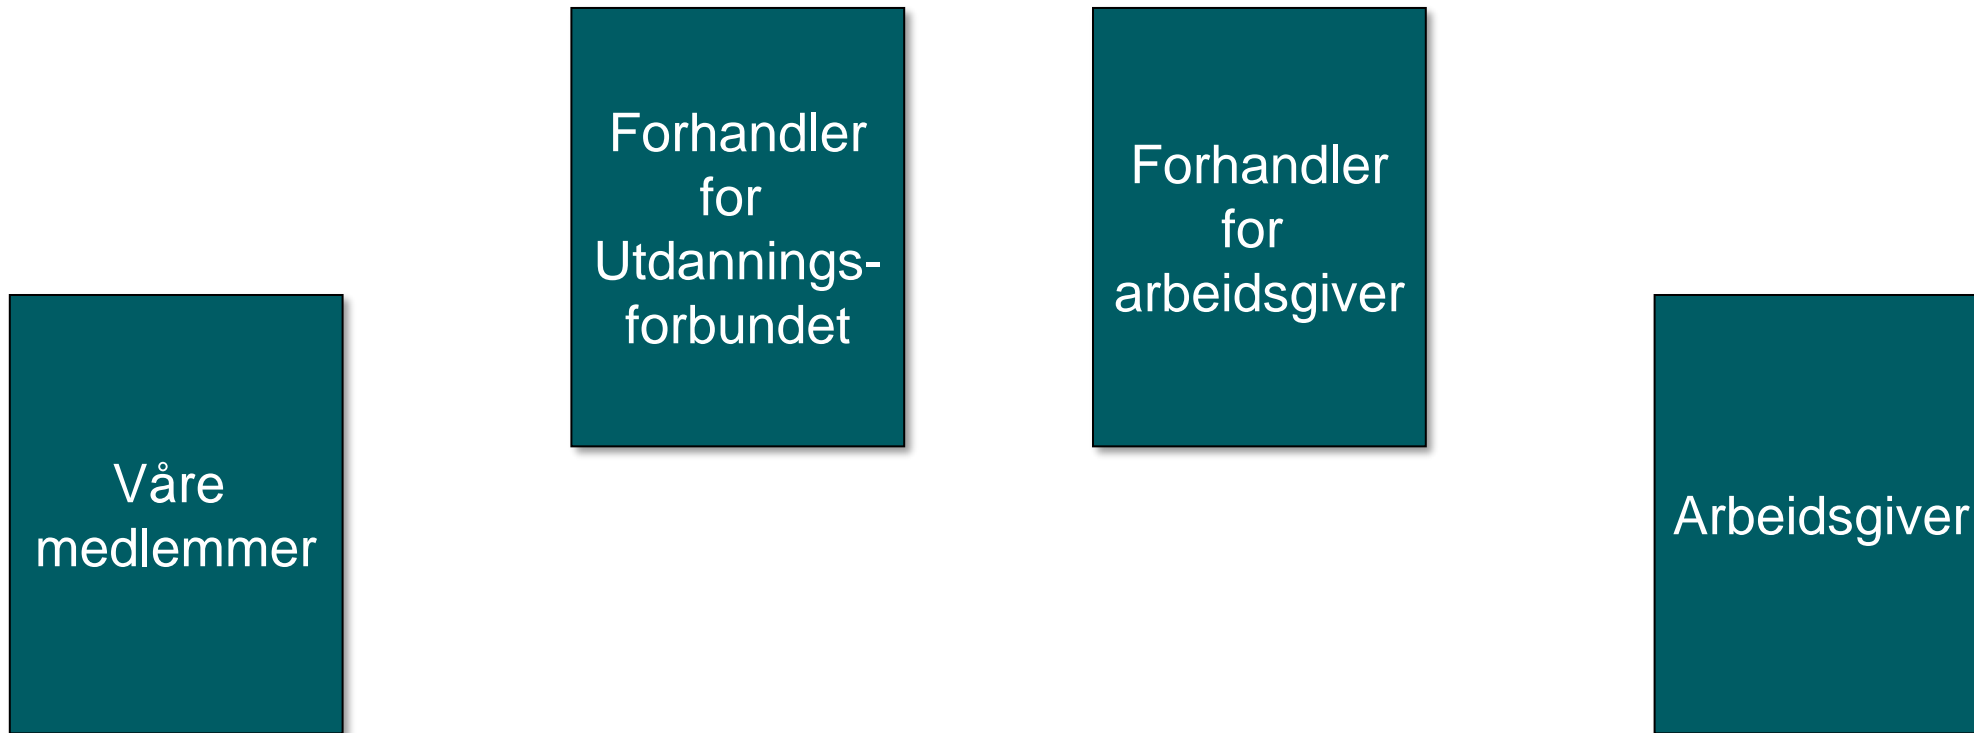 Forhandler
for
Utdannings-
forbundet
Forhandler
for
arbeidsgiver
Våre
medlemmer
Arbeidsgiver